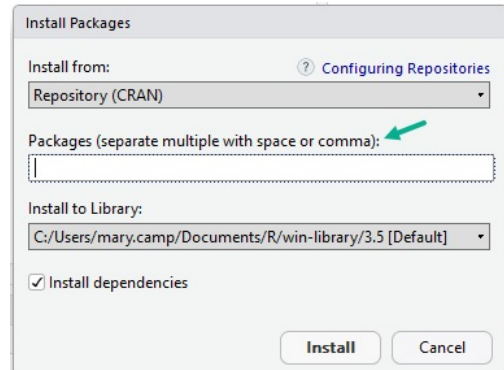 Install Packages
Install from:
? Configuring Repositories
Repository (CRAN)
Packages (separate multiple with space or comma):
Install to Library:
C:/Users/mary.camp/Documents/R/win-library/3.5 [Default]
Install dependencies
Install
Cancel